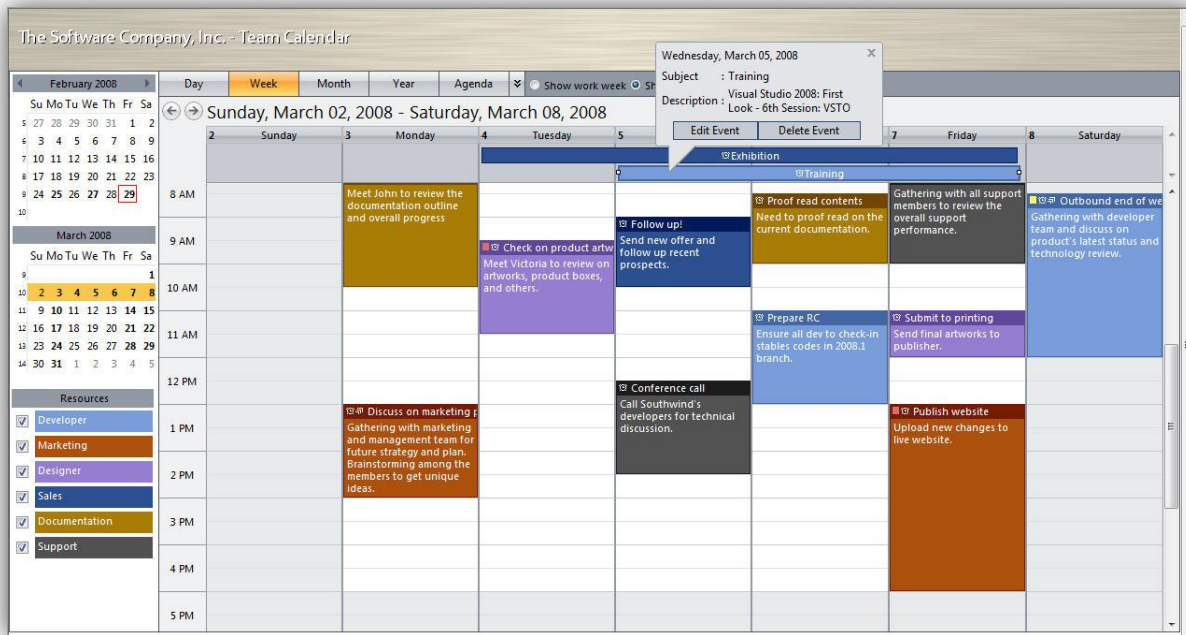 The Software Company, Inc. - Team Calendar
February 2008
Su Mo Tu We Th Fr Sa
5 27 28 29 30 31 1 2
6 3 4 5 6 7 8 9
7 10 11 12 13 14 15 16
8 17 18 19 20 21 22 23
9 24 25 26 27 28 29
10
March 2008
Su Mo Tu We Th Fr Sa
9 1
10 2 3 4 5 6 7 8
11 9 10 11 12 13 14 15
12 16 17 18 19 20 21 22
13 23 24 25 26 27 28 29
14 30 31 1 2 3 4 5
Resources
Developer
Marketing
Designer
Sales
Documentation
Support
Day Week Month Year Agenda Show work week Sh
Sunday, March 02, 2008 - Saturday, March 08, 2008
Wednesday, March 05, 2008
Subject : Training
Description : Visual Studio 2008: First
Look - 6th Session: VSTO
Edit Event Delete Event
2 Sunday 3 Monday 4 Tuesday 5 7 Friday 8 Saturday
Exhibition
Training
8 AM
9 AM
10 AM
11 AM
12 PM
1 PM
2 PM
3 PM
4 PM
5 PM
Meet John to review the
documentation outline
and overall progress
Discuss on marketing p
Gathering with marketing
and management team for
future strategy and plan.
Brainstorming among the
members to get unique
ideas.
Check on product artw
Meet Victoria to review on
artworks, product boxes,
and others.
Follow up!
Send new offer and
follow up recent
prospects.
Conference call
Call Southwind's
developers for technical
discussion.
Proof read contents
Need to proof read on the
current documentation.
Prepare RC
Ensure all dev to check-in
stables codes in 2008.1
branch.
Gathering with all support
members to review the
overall support
performance.
Submit to printing
Send final artworks to
publisher.
Publish website
Upload new changes to
live website.
Outbound end of we
Gathering with developer
team and discuss on
product's latest status and
technology review.